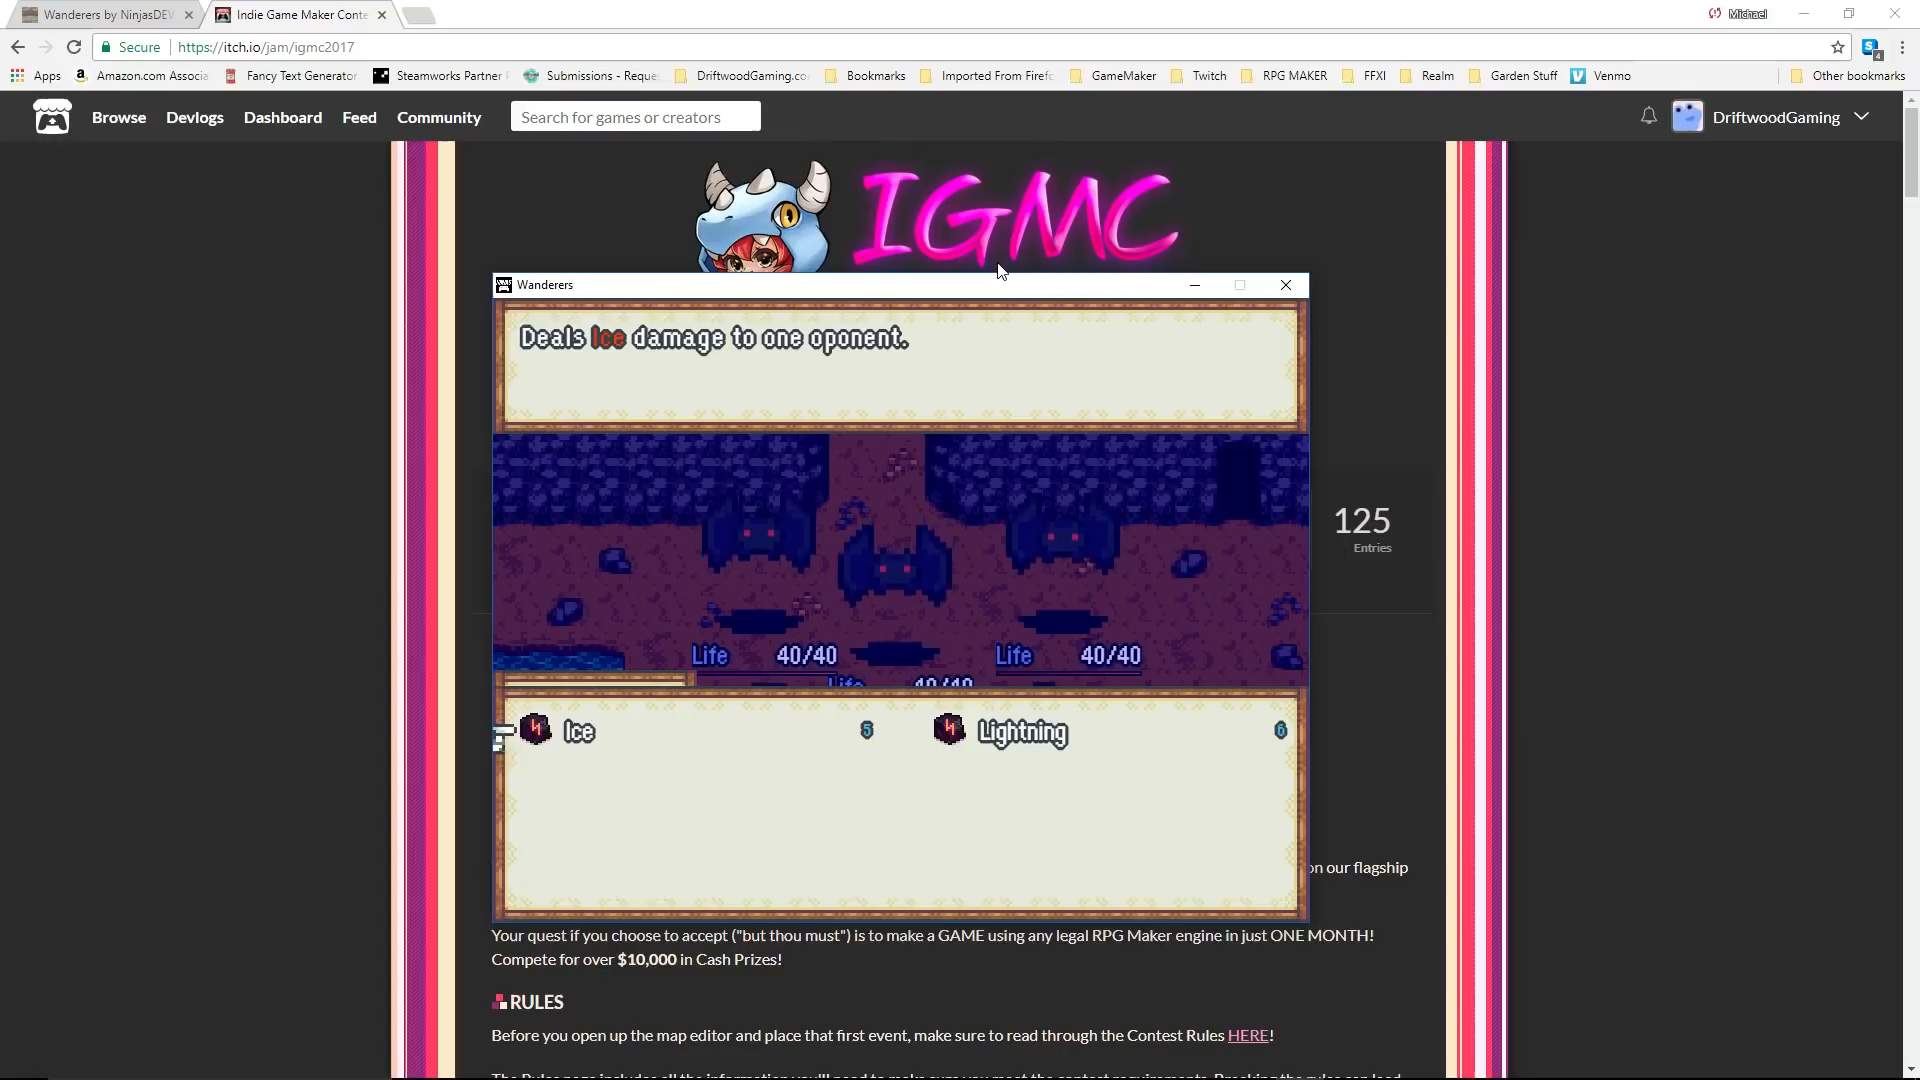 Wanderers by NinjasDEV
Indie Game Maker Conte
Michael
Secure
https://itch.io/jam/igmc2017
4
Apps
Amazon.com Associa
Fancy Text Generator
Steamworks Partner
Submissions - Reque
DriftwoodGaming.co
Bookmarks
Imported From Firefo
GameMaker
Twitch
RPG MAKER
FFXI
Realm
Garden Stuff
Venmo
Other bookmarks
Browse
Devlogs
Dashboard
Feed
Community
Search for games or creators
DriftwoodGaming
IGMC
Wanderers
Deals Ice damage to one oponent.
125
Entries
Life 40/40
Life 40/40
Life 40/40
Ice 5
Lightning 6
on our flagship
Your quest if you choose to accept ("but thou must") is to make a GAME using any legal RPG Maker engine in just ONE MONTH!
Compete for over $10,000 in Cash Prizes!
RULES
Before you open up the map editor and place that first event, make sure to read through the Contest Rules HERE!